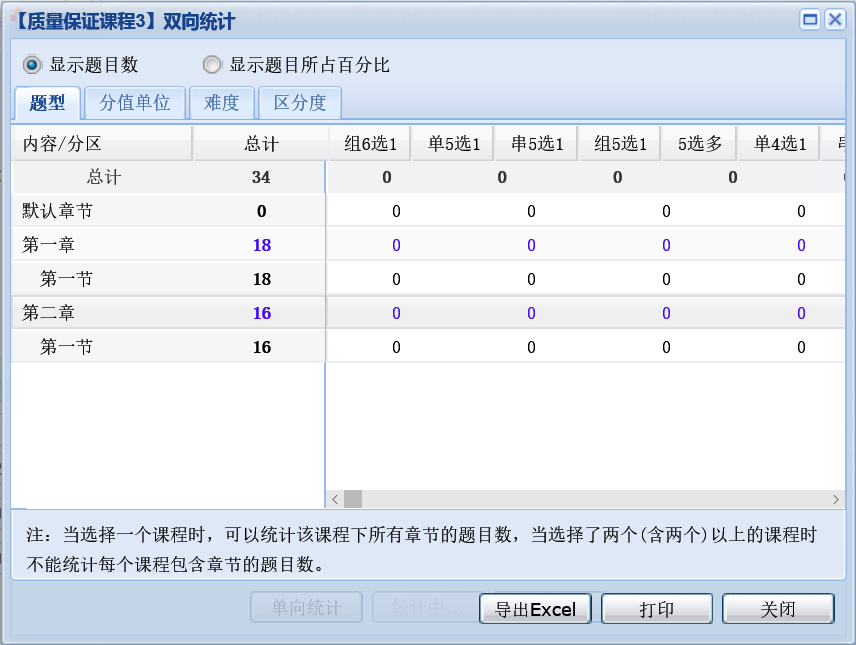 【质量保证课程3】双向统计
显示题目数 显示题目所占百分比
题型 分值单位 难度 区分度
内容/分区 总计 组6选1 单5选1 串5选1 组5选1 5选多 单4选1
总计 34 0 0 0 0
默认章节 0 0 0 0 0
第一章 18 0 0 0 0
第一节 18 0 0 0 0
第二章 16 0 0 0 0
第一节 16 0 0 0 0
注：当选择一个课程时，可以统计该课程下所有章节的题目数，当选择了两个(含两个)以上的课程时
不能统计每个课程包含章节的题目数。
单向统计 统计中... 导出Excel 打印 关闭